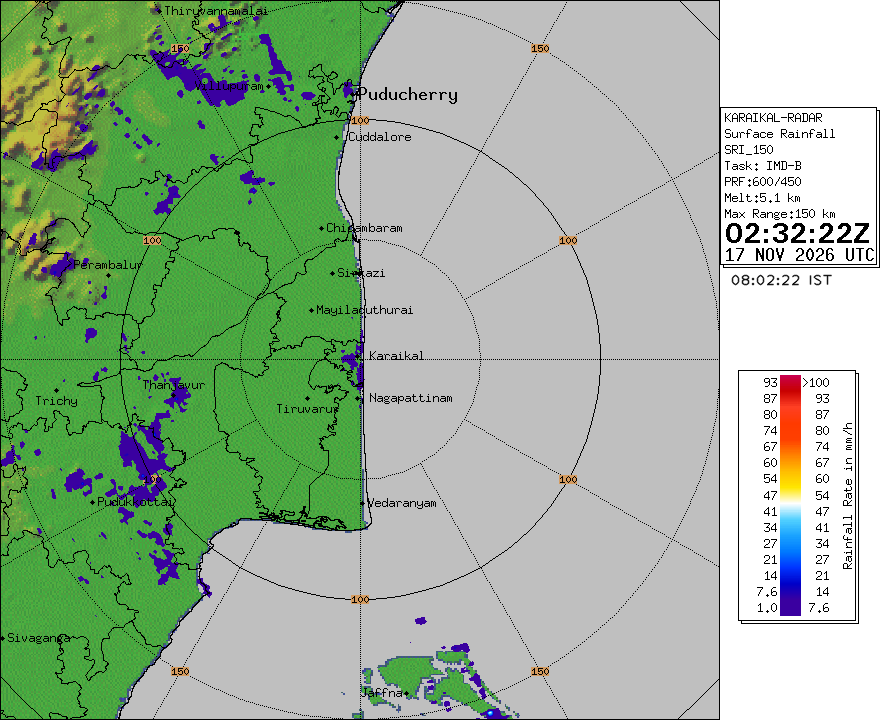 Thiruvannamalai
150
150
Villupuram
Puducherry
100
Cuddalore
Chidambaram
100
100
Perambalur
Sirkazi
Mayiladuthurai
Karaikal
Thanjavur
Trichy
Tiruvarur
Nagapattinam
100
Pudukkottai
Vedaranyam
100
Sivaganga
150
150
Jaffna
KARAIKAL-RADAR
Surface Rainfall
SRI_150
Task: IMD-B
PRF:600/450
Melt:5.1 km
Max Range:150 km
02:32:22Z
17 NOV 2026 UTC
08:02:22 IST
93 >100
87 93
80 87
74 80
67 74
60 67
54 60
47 54
41 47
34 41
27 34
21 27
14 21
7.6 14
1.0 7.6
Rainfall Rate in mm/h